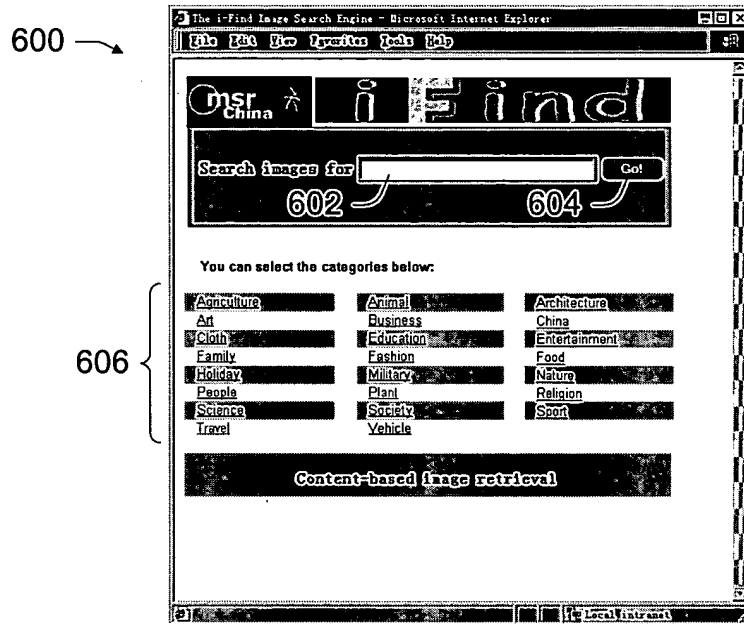 The i-Find Image Search Engine - Microsoft Internet Explorer
600
File Edit View Favorites Tools Help
msr
China
六
i Find
Search images for
Go!
602
604
You can select the categories below:
Agriculture Animal Architecture
Art Business China
Cloth Education Entertainment
Family Fashion Food
606
Holiday Military Nature
People Plant Religion
Science Society Sport
Travel Vehicle
Content-based image retrieval
Local intranet